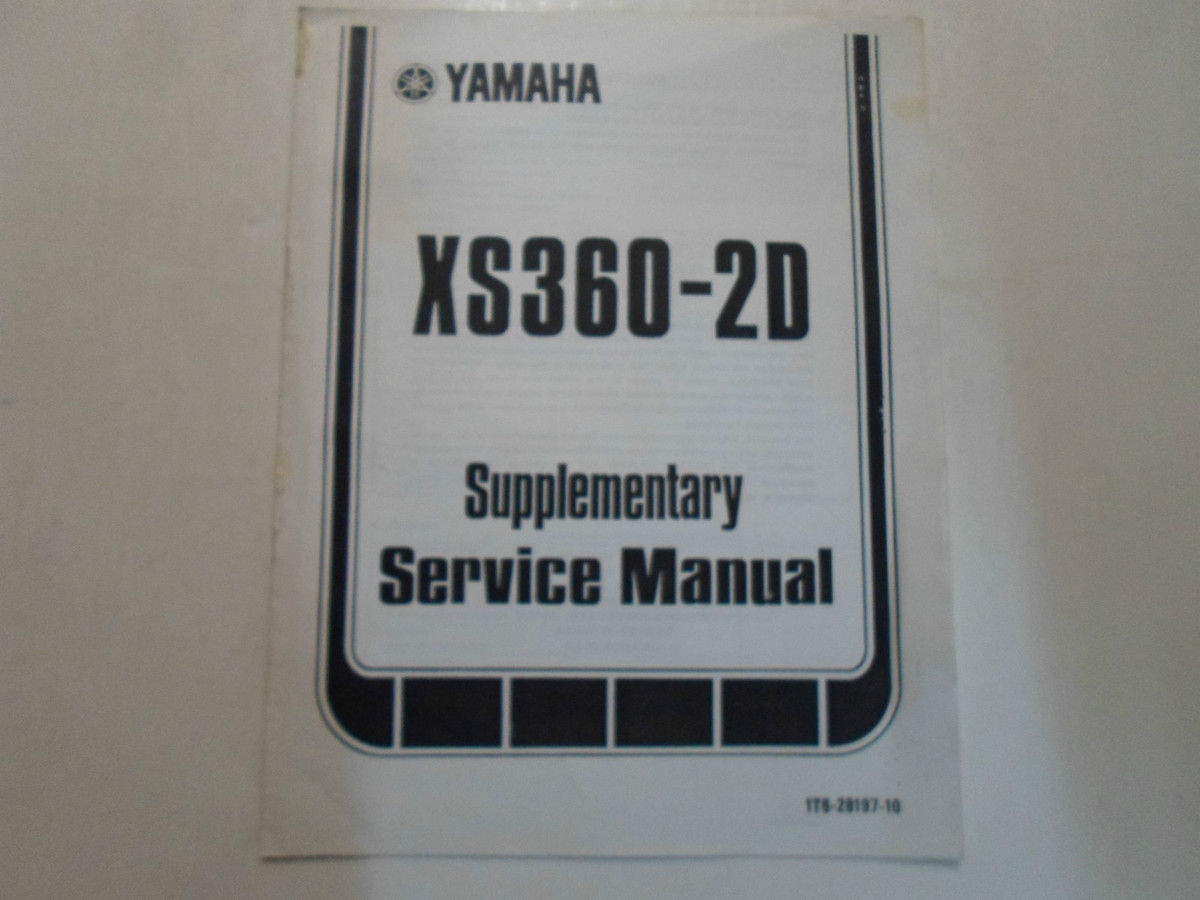 YAMAHA
XS360-2D
Supplementary
Service Manual
1T6-28197-10